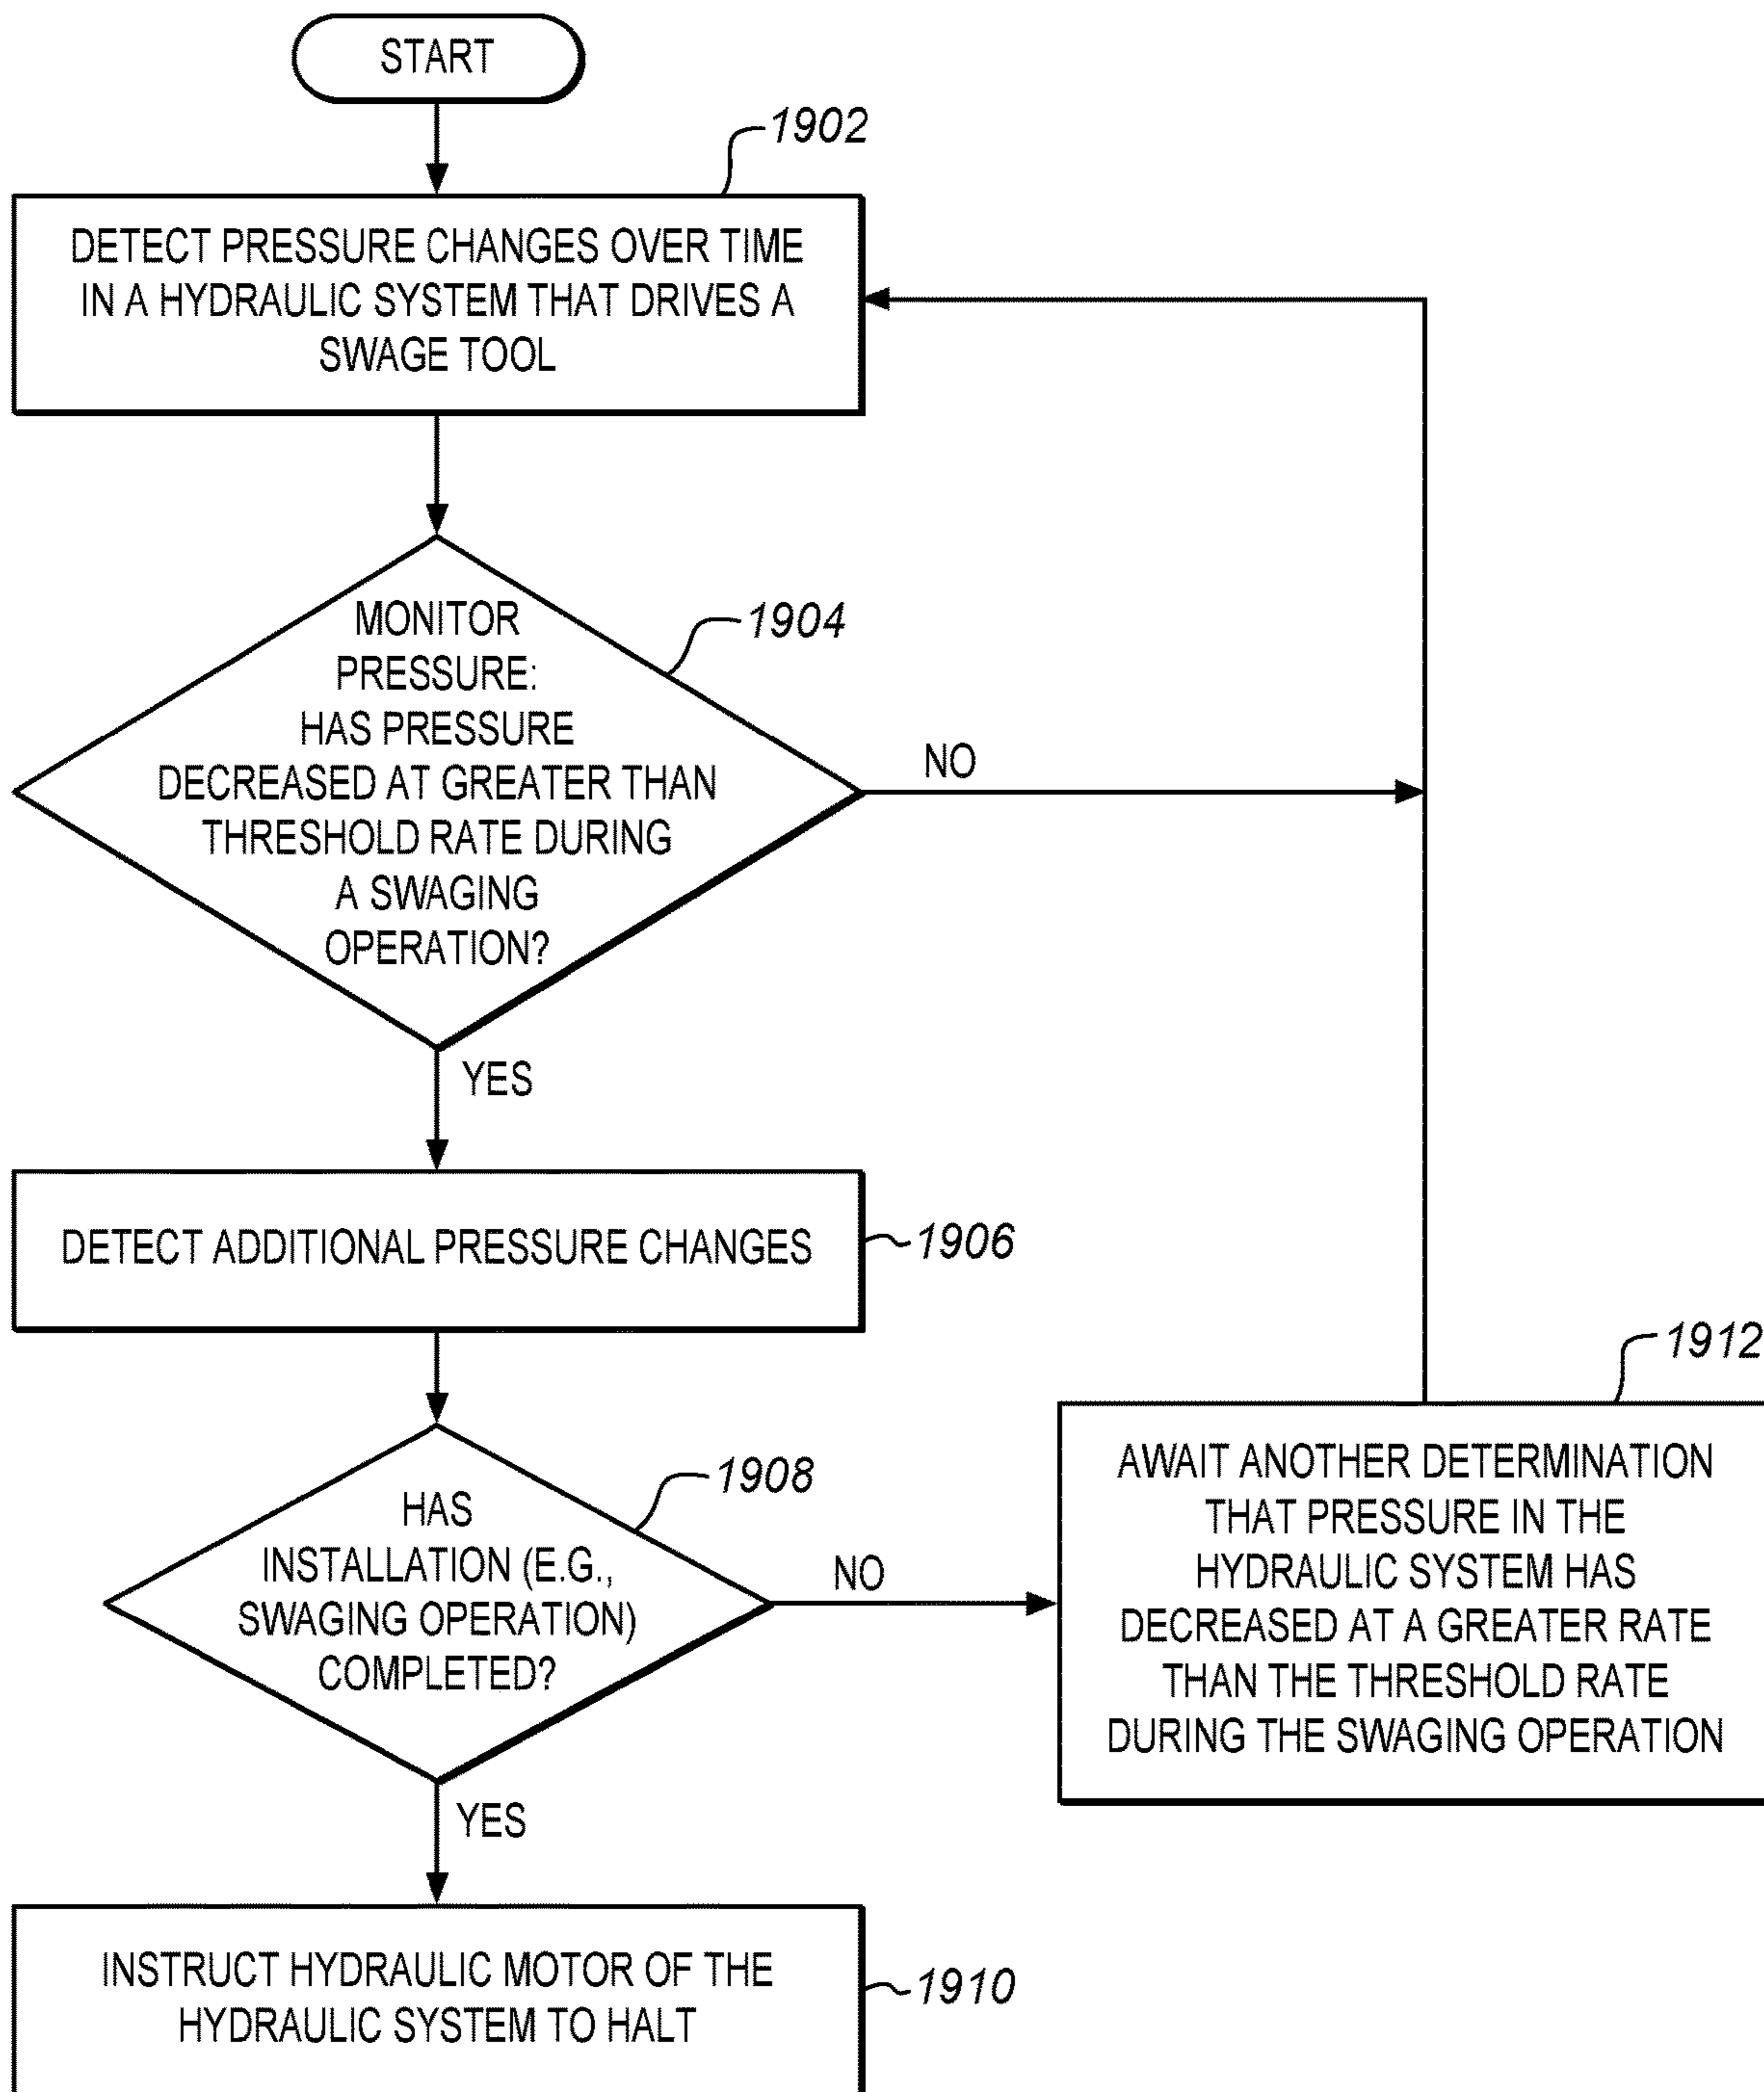 START
1902
DETECT PRESSURE CHANGES OVER TIME
IN A HYDRAULIC SYSTEM THAT DRIVES A
SWAGE TOOL
1904
MONITOR
PRESSURE:
HAS PRESSURE
DECREASED AT GREATER THAN
THRESHOLD RATE DURING
A SWAGING
OPERATION?
NO
YES
DETECT ADDITIONAL PRESSURE CHANGES
1906
1908
HAS
INSTALLATION (E.G.,
SWAGING OPERATION)
COMPLETED?
NO
1912
AWAIT ANOTHER DETERMINATION
THAT PRESSURE IN THE
HYDRAULIC SYSTEM HAS
DECREASED AT A GREATER RATE
THAN THE THRESHOLD RATE
DURING THE SWAGING OPERATION
YES
INSTRUCT HYDRAULIC MOTOR OF THE
HYDRAULIC SYSTEM TO HALT
1910